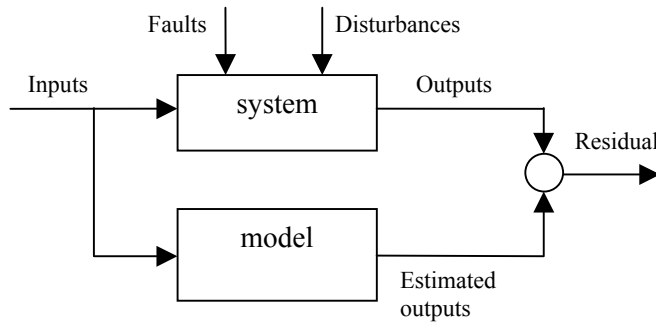 Faults
Disturbances
Inputs
system
Outputs
Residual
model
Estimated
outputs